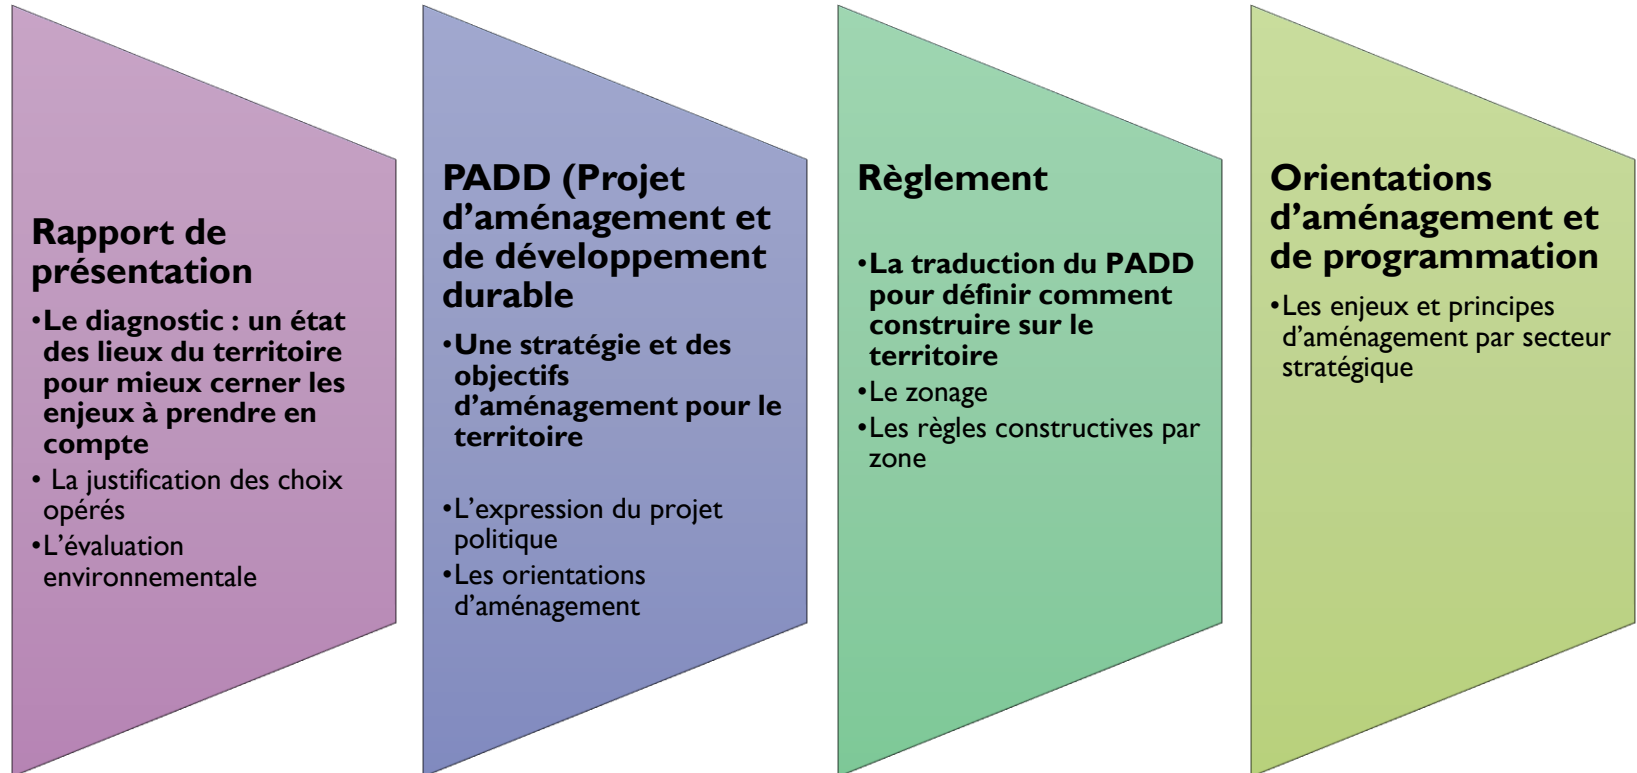 Rapport de
présentation
•Le diagnostic : un état
des lieux du territoire
pour mieux cerner les
enjeux à prendre en
compte
• La justification des choix
opérés
•L’évaluation
environnementale
PADD (Projet
d’aménagement et
de développement
durable
•Une stratégie et des
objectifs
d’aménagement pour le
territoire
•L’expression du projet
politique
•Les orientations
d’aménagement
Règlement
•La traduction du PADD
pour définir comment
construire sur le
territoire
•Le zonage
•Les règles constructives par
zone
Orientations
d’aménagement et
de programmation
•Les enjeux et principes
d’aménagement par secteur
stratégique